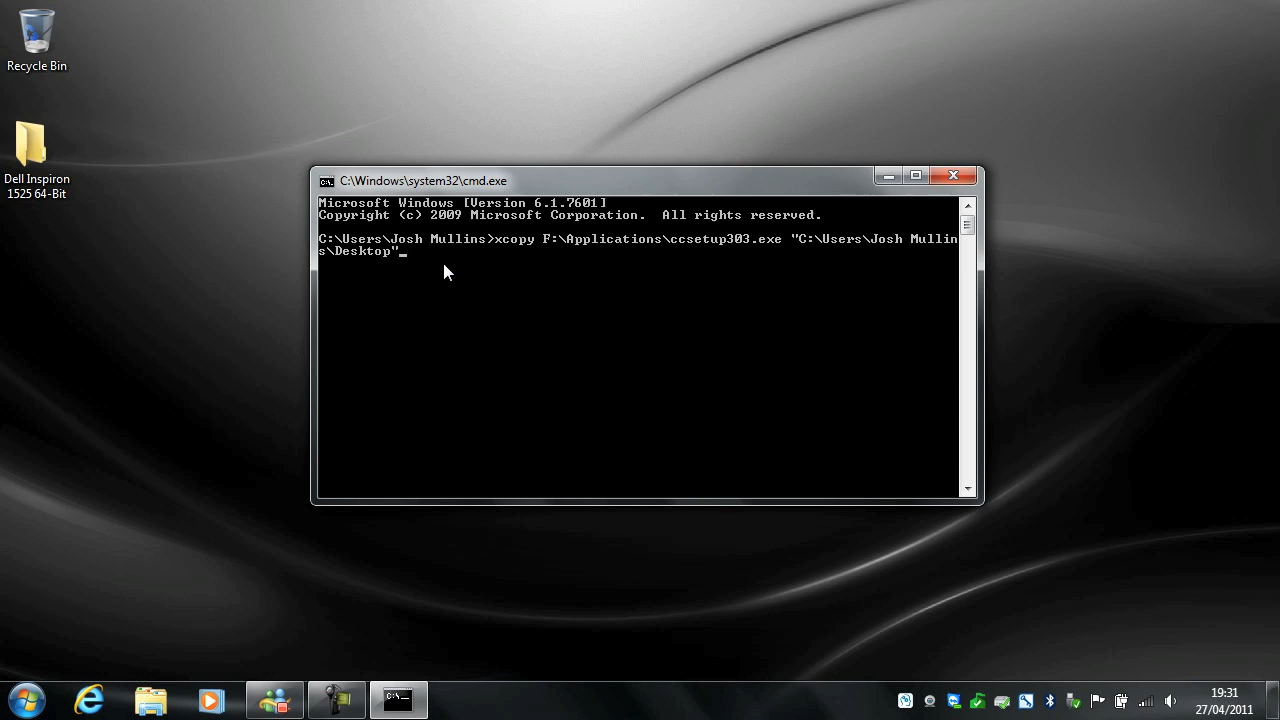 Recycle Bin
Dell Inspiron
1525 64-Bit
C:\Windows\system32\cmd.exe
Microsoft Windows [Version 6.1.7601]
Copyright (c) 2009 Microsoft Corporation.  All rights reserved.
C:\Users\Josh Mullins>xcopy F:\Applications\ccsetup303.exe "C:\Users\Josh Mullin
s\Desktop"_
19:31
27/04/2011